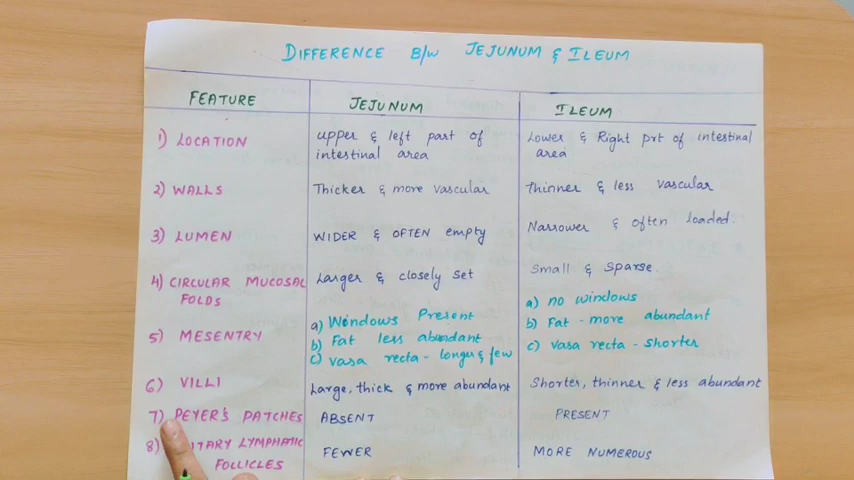 DIFFERENCE B/W JEJUNUM & ILEUM
FEATURE JEJUNUM ILEUM
1) LOCATION upper & left part of intestinal area Lower & Right prt of intestinal area
2) WALLS Thicker & more vascular Thinner & less vascular
3) LUMEN WIDER & OFTEN empty Narrower & often loaded.
4) CIRCULAR MUCOSAL FOLDS Larger & closely set Small & sparse.
5) MESENTRY
a) Windows Present
b) Fat less abundant
c) vasa recta - longer & few
a) no windows
b) Fat - more abundant
c) vasa recta - shorter
6) VILLI Large, thick & more abundant Shorter, thinner & less abundant
7) PEYER'S PATCHES ABSENT PRESENT
8) LYMPHATIC FOLLICLES FEWER MORE NUMEROUS